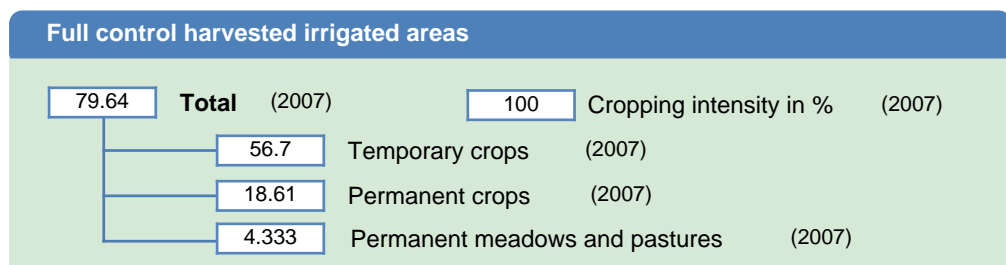 Full control harvested irrigated areas
79.64 Total (2007) 100 Cropping intensity in % (2007)
56.7 Temporary crops (2007)
18.61 Permanent crops (2007)
4.333 Permanent meadows and pastures (2007)